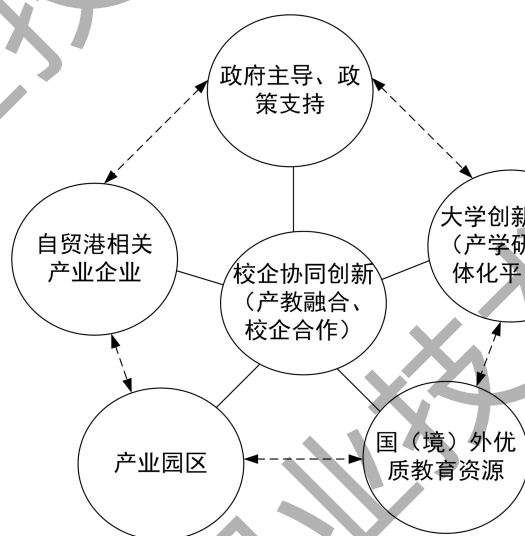 政府主导、政
策支持
自贸港相关
产业企业
大学创新
（产学研
体化平
校企协同创新
（产教融合、
校企合作）
产业园区
国（境）外优
质教育资源
业技